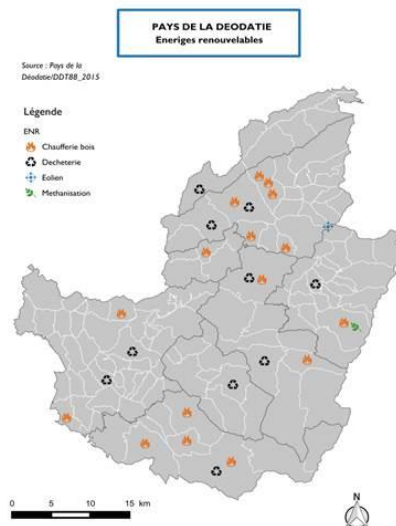 PAYS DE LA DEODATIE
Eneriges renouvelables
Source : Pays de la
Déodatie/DDT88_2015
Légende
ENR
Chaufferie bois
Decheterie
Eolien
Methanisation
0 5 10 15 km
N